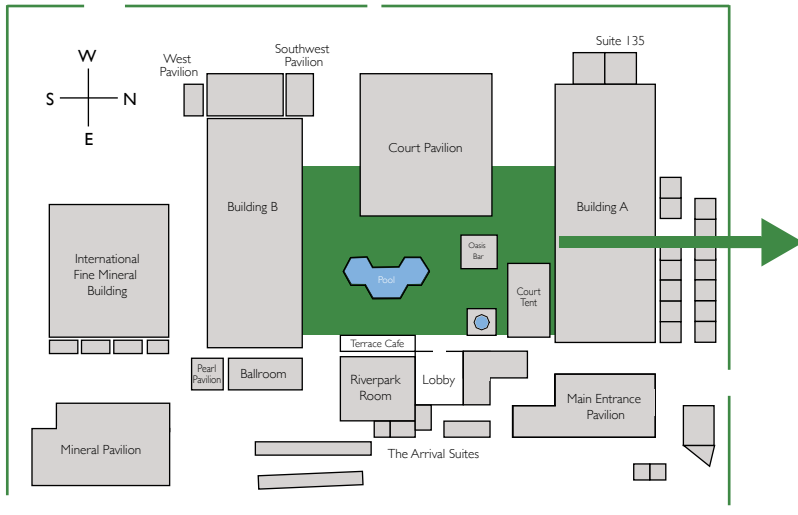 Suite 135
Southwest
Pavilion
West
Pavilion
W
S
N
E
Court Pavilion
Building B
Building A
International
Fine Mineral
Building
Oasis
Bar
Pool
Court
Tent
Terrace Cafe
Pearl
Pavilion
Ballroom
Riverpark
Room
Lobby
Main Entrance
Pavilion
Mineral Pavilion
The Arrival Suites